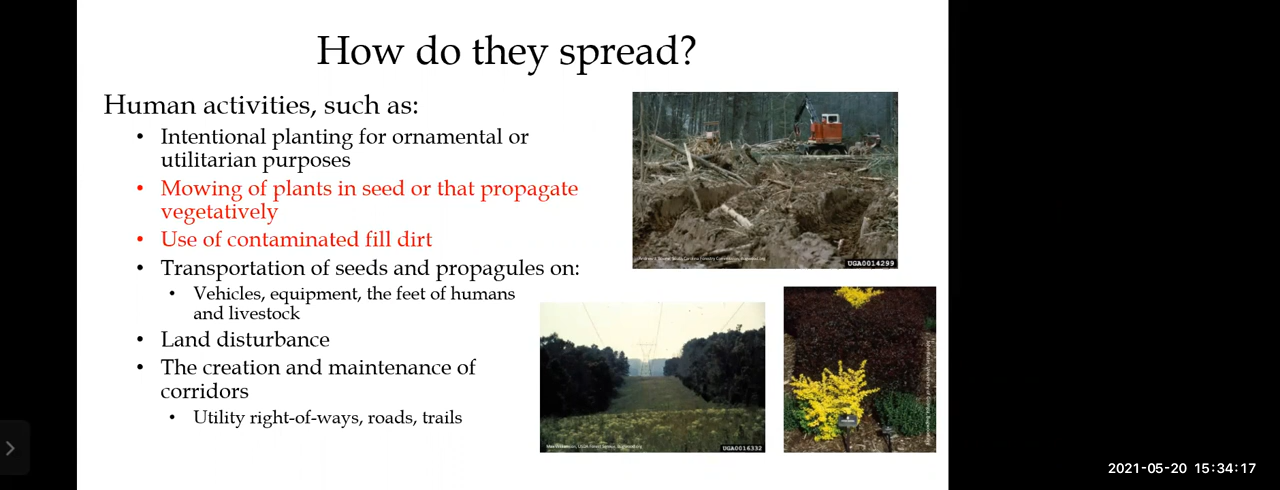 How do they spread?
Human activities, such as:
• Intentional planting for ornamental or
utilitarian purposes
• Mowing of plants in seed or that propagate
vegetatively
• Use of contaminated fill dirt
• Transportation of seeds and propagules on:
• Vehicles, equipment, the feet of humans
and livestock
• Land disturbance
• The creation and maintenance of
corridors
• Utility right-of-ways, roads, trails
UGA0014299
UGA0016332
2021-05-20 15:34:17